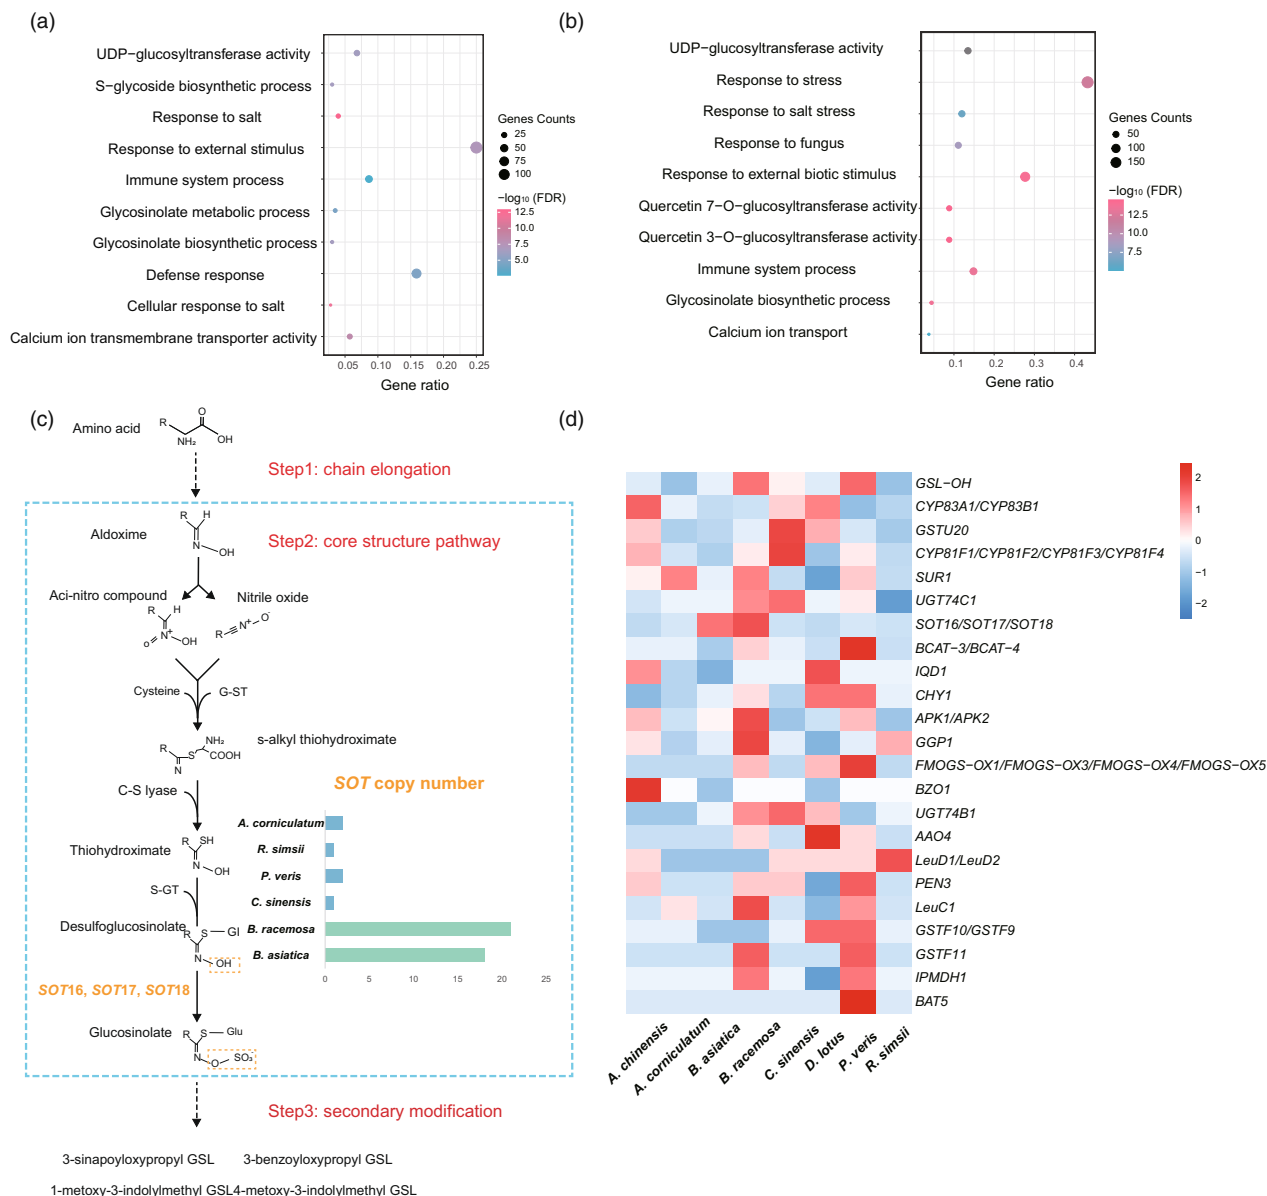 (a)
UDP−glucosyltransferase activity
S−glycoside biosynthetic process
Response to salt
Response to external stimulus
Immune system process
Glycosinolate metabolic process
Glycosinolate biosynthetic process
Defense response
Cellular response to salt
Calcium ion transmembrane transporter activity
0.05 0.10 0.15 0.20 0.25
Gene ratio
Genes Counts
25
50
75
100
−log₁₀ (FDR)
12.5
10.0
7.5
5.0
(b)
UDP−glucosyltransferase activity
Response to stress
Response to salt stress
Response to fungus
Response to external biotic stimulus
Quercetin 7−O−glucosyltransferase activity
Quercetin 3−O−glucosyltransferase activity
Immune system process
Glycosinolate biosynthetic process
Calcium ion transport
0.1 0.2 0.3 0.4
Gene ratio
Genes Counts
50
100
150
−log₁₀ (FDR)
12.5
10.0
7.5
(c)
Amino acid
R O
NH₂ OH
Step1: chain elongation
Step2: core structure pathway
Aldoxime
R H
N OH
Aci-nitro compound
Nitrile oxide
R H
O N⁺ OH
R N⁺ O⁻
Cysteine G-ST
s-alkyl thiohydroximate
R NH₂
S COOH
N
C-S lyase
Thiohydroximate
R SH
N OH
S-GT
Desulfoglucosinolate
R S Gl
N OH
SOT16, SOT17, SOT18
Glucosinolate
R S Glu
N O SO₃⁻
SOT copy number
A. corniculatum
R. simsii
P. veris
C. sinensis
B. racemosa
B. asiatica
0 5 10 15 20 25
Step3: secondary modification
3-sinapoyloxypropyl GSL 3-benzoyloxypropyl GSL
1-metoxy-3-indolylmethyl GSL4-metoxy-3-indolylmethyl GSL
(d)
GSL−OH
CYP83A1/CYP83B1
GSTU20
CYP81F1/CYP81F2/CYP81F3/CYP81F4
SUR1
UGT74C1
SOT16/SOT17/SOT18
BCAT−3/BCAT−4
IQD1
CHY1
APK1/APK2
GGP1
FMOGS−OX1/FMOGS−OX3/FMOGS−OX4/FMOGS−OX5
BZO1
UGT74B1
AAO4
LeuD1/LeuD2
PEN3
LeuC1
GSTF10/GSTF9
GSTF11
IPMDH1
BAT5
A. chinensis
A. corniculatum
B. asiatica
B. racemosa
C. sinensis
D. lotus
P. veris
R. simsii
2
1
0
−1
−2